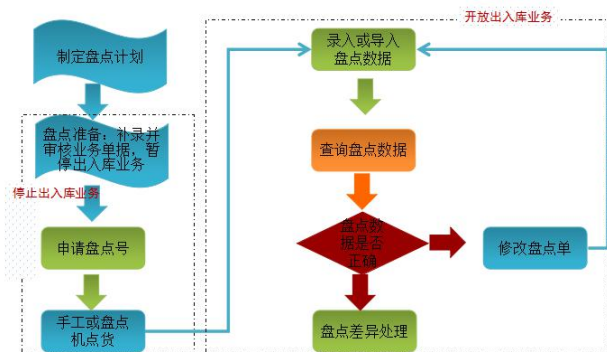 开放出入库业务
制定盘点计划
盘点准备：补录并
审核业务单据，暂
停出入库业务
停止出入库业务
申请盘点号
手工或盘点
机点货
录入或导入
盘点数据
查询盘点数据
盘点数
据是否
正确
修改盘点单
盘点差异处理